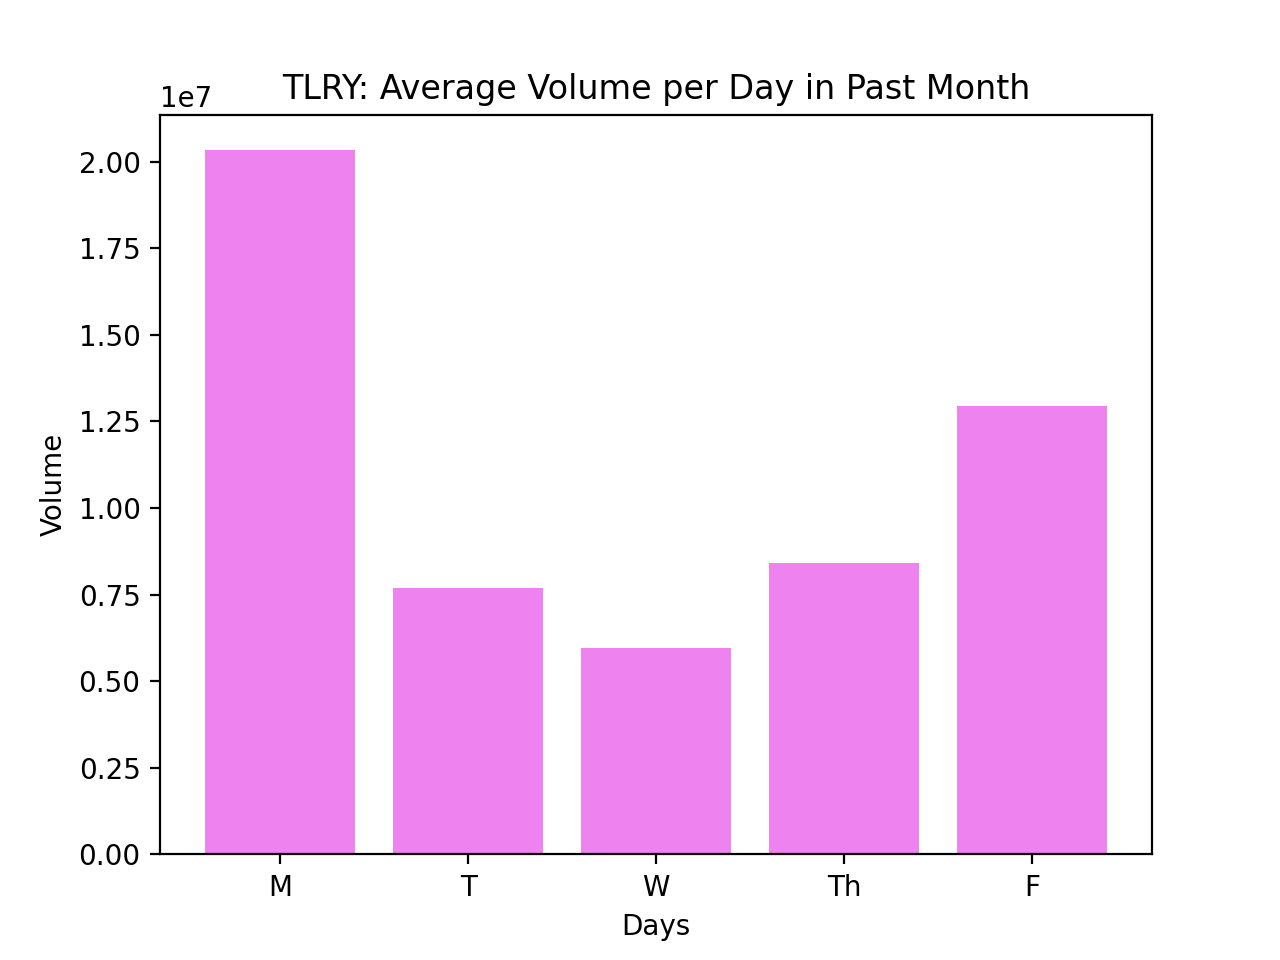 TLRY: Average Volume per Day in Past Month
1e7
2.00
1.75
1.50
1.25
1.00
0.75
0.50
0.25
0.00
Volume
M T W Th F
Days